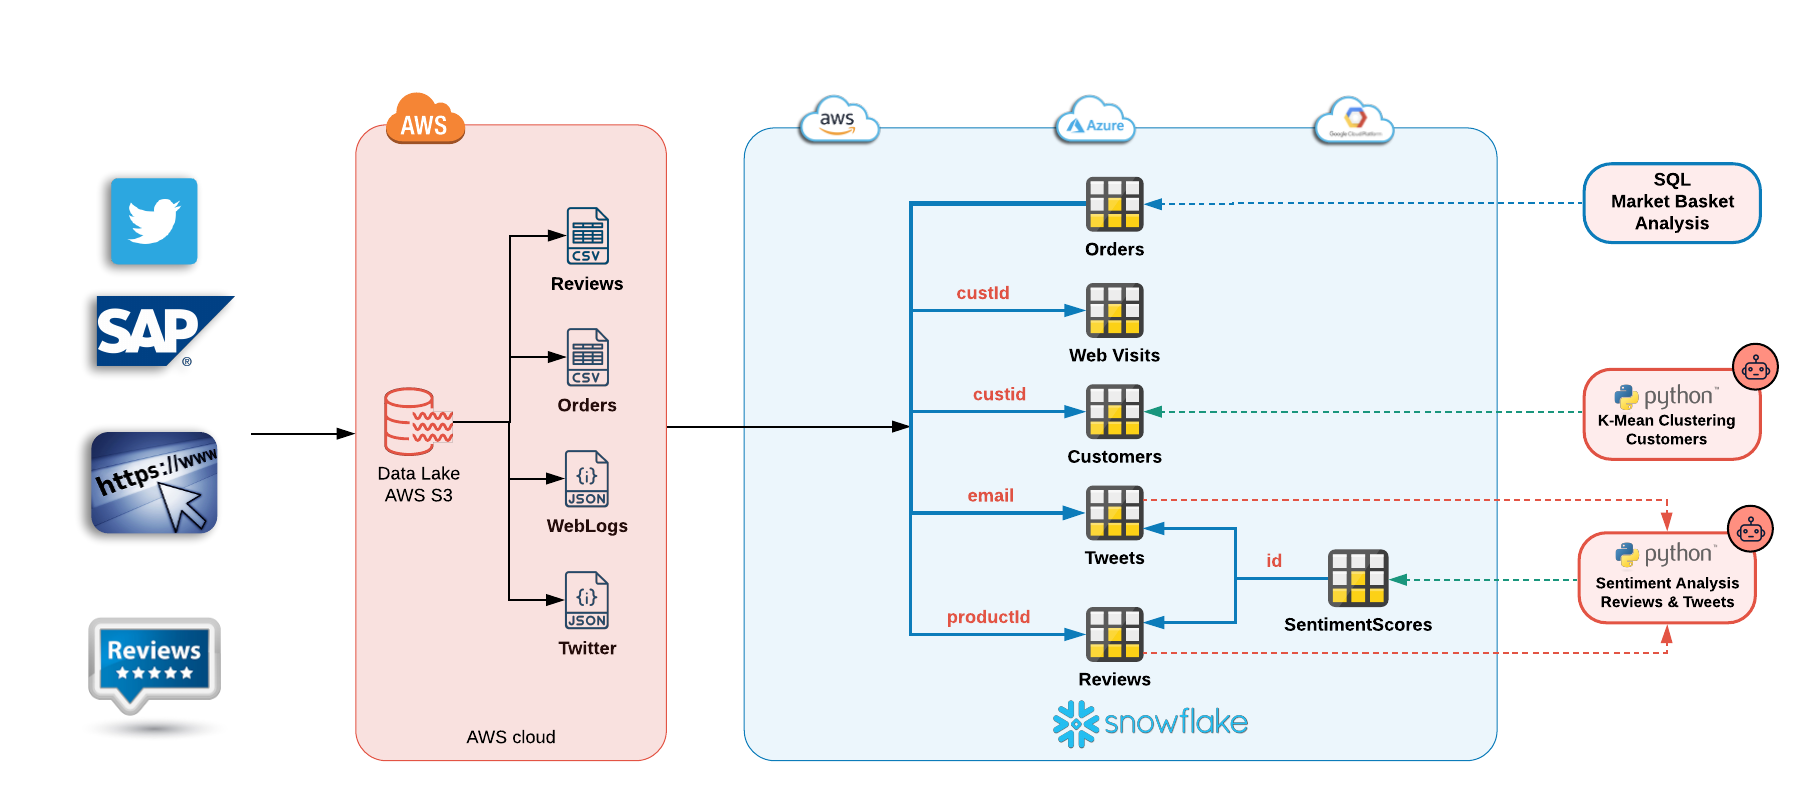 SAP
®
https://www
Reviews
AWS
CSV
Reviews
CSV
Orders
{i}
JSON
WebLogs
{i}
JSON
Twitter
Data Lake
AWS S3
AWS cloud
aws
Azure
Google Cloud Platform
Orders
custId
Web Visits
custid
Customers
email
Tweets
id
SentimentScores
productId
Reviews
snowflake
SQL
Market Basket
Analysis
python™
K-Mean Clustering
Customers
python™
Sentiment Analysis
Reviews & Tweets